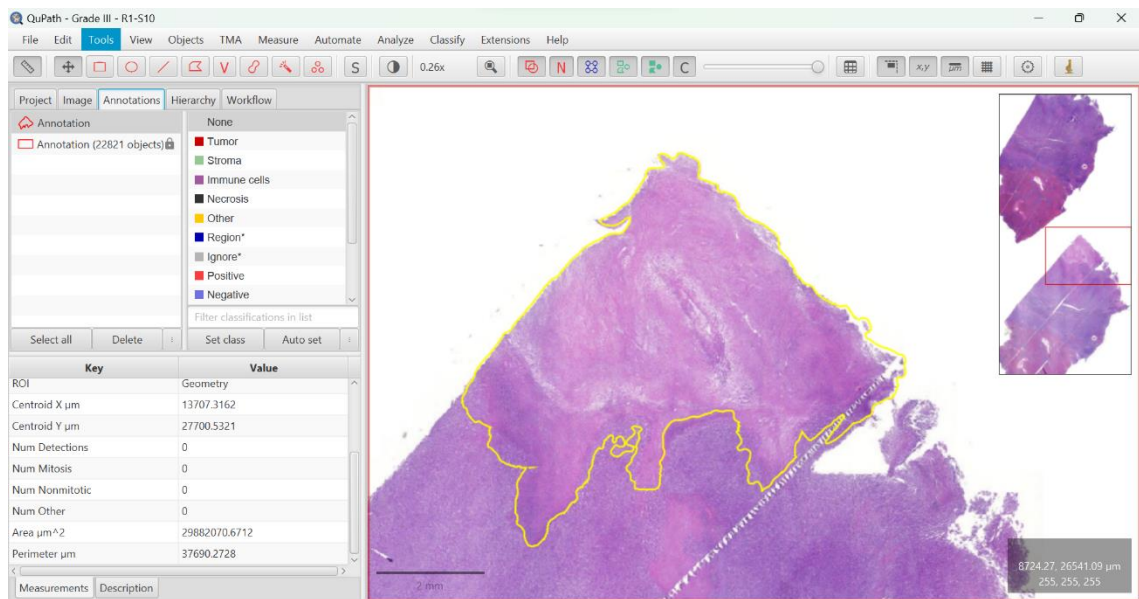 QuPath - Grade III - R1-S10
File Edit Tools View Objects TMA Measure Automate Analyze Classify Extensions Help
V S 0.26x N C x,y μm
Project Image Annotations Hierarchy Workflow
Annotation
Annotation (22821 objects)
None
Tumor
Stroma
Immune cells
Necrosis
Other
Region*
Ignore*
Positive
Negative
Filter classifications in list
Select all Delete Set class Auto set
Key Value
ROI Geometry
Centroid X μm 13707.3162
Centroid Y μm 27700.5321
Num Detections 0
Num Mitosis 0
Num Nonmitotic 0
Num Other 0
Area μm^2 29882070.6712
Perimeter μm 37690.2728
Measurements Description
2 mm
8724.27, 26541.09 μm
255, 255, 255